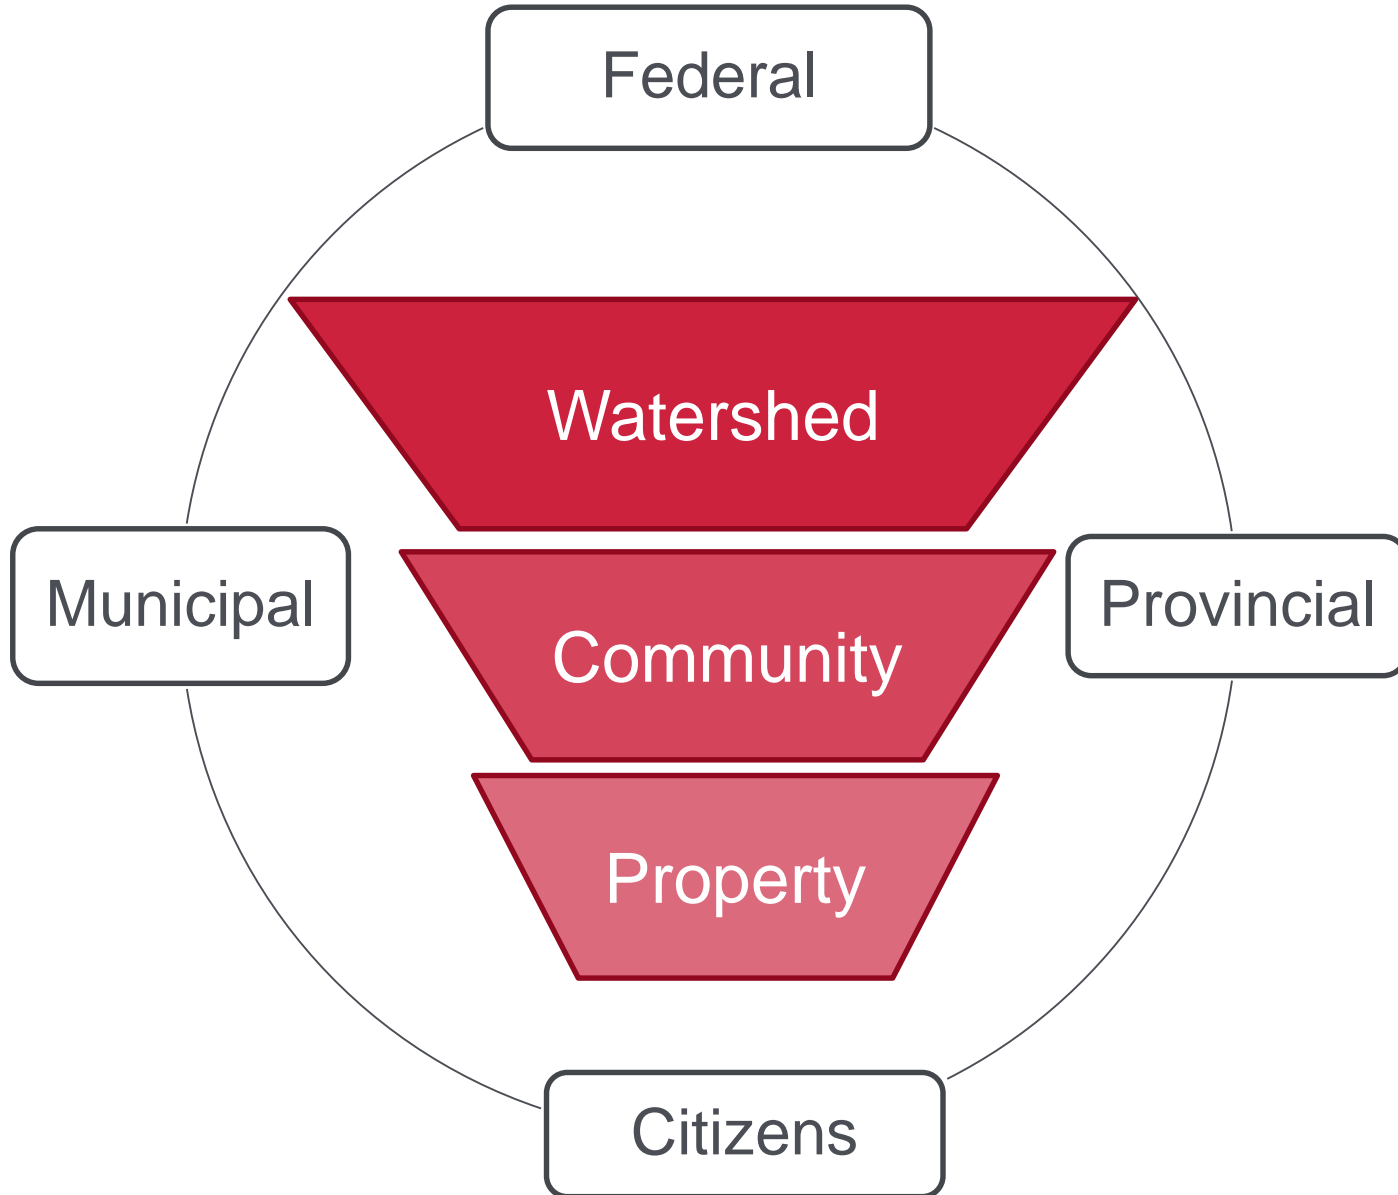 Federal
Watershed
Municipal
Provincial
Community
Property
Citizens